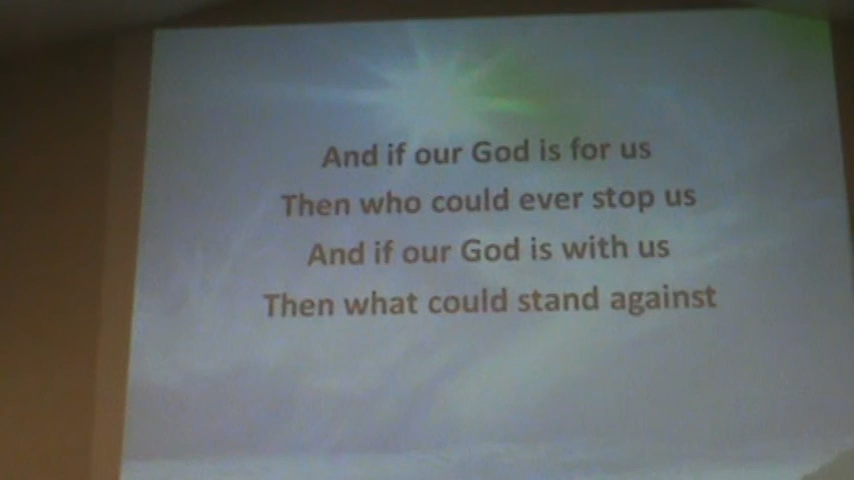 And if our God is for us
Then who could ever stop us
And if our God is with us
Then what could stand against